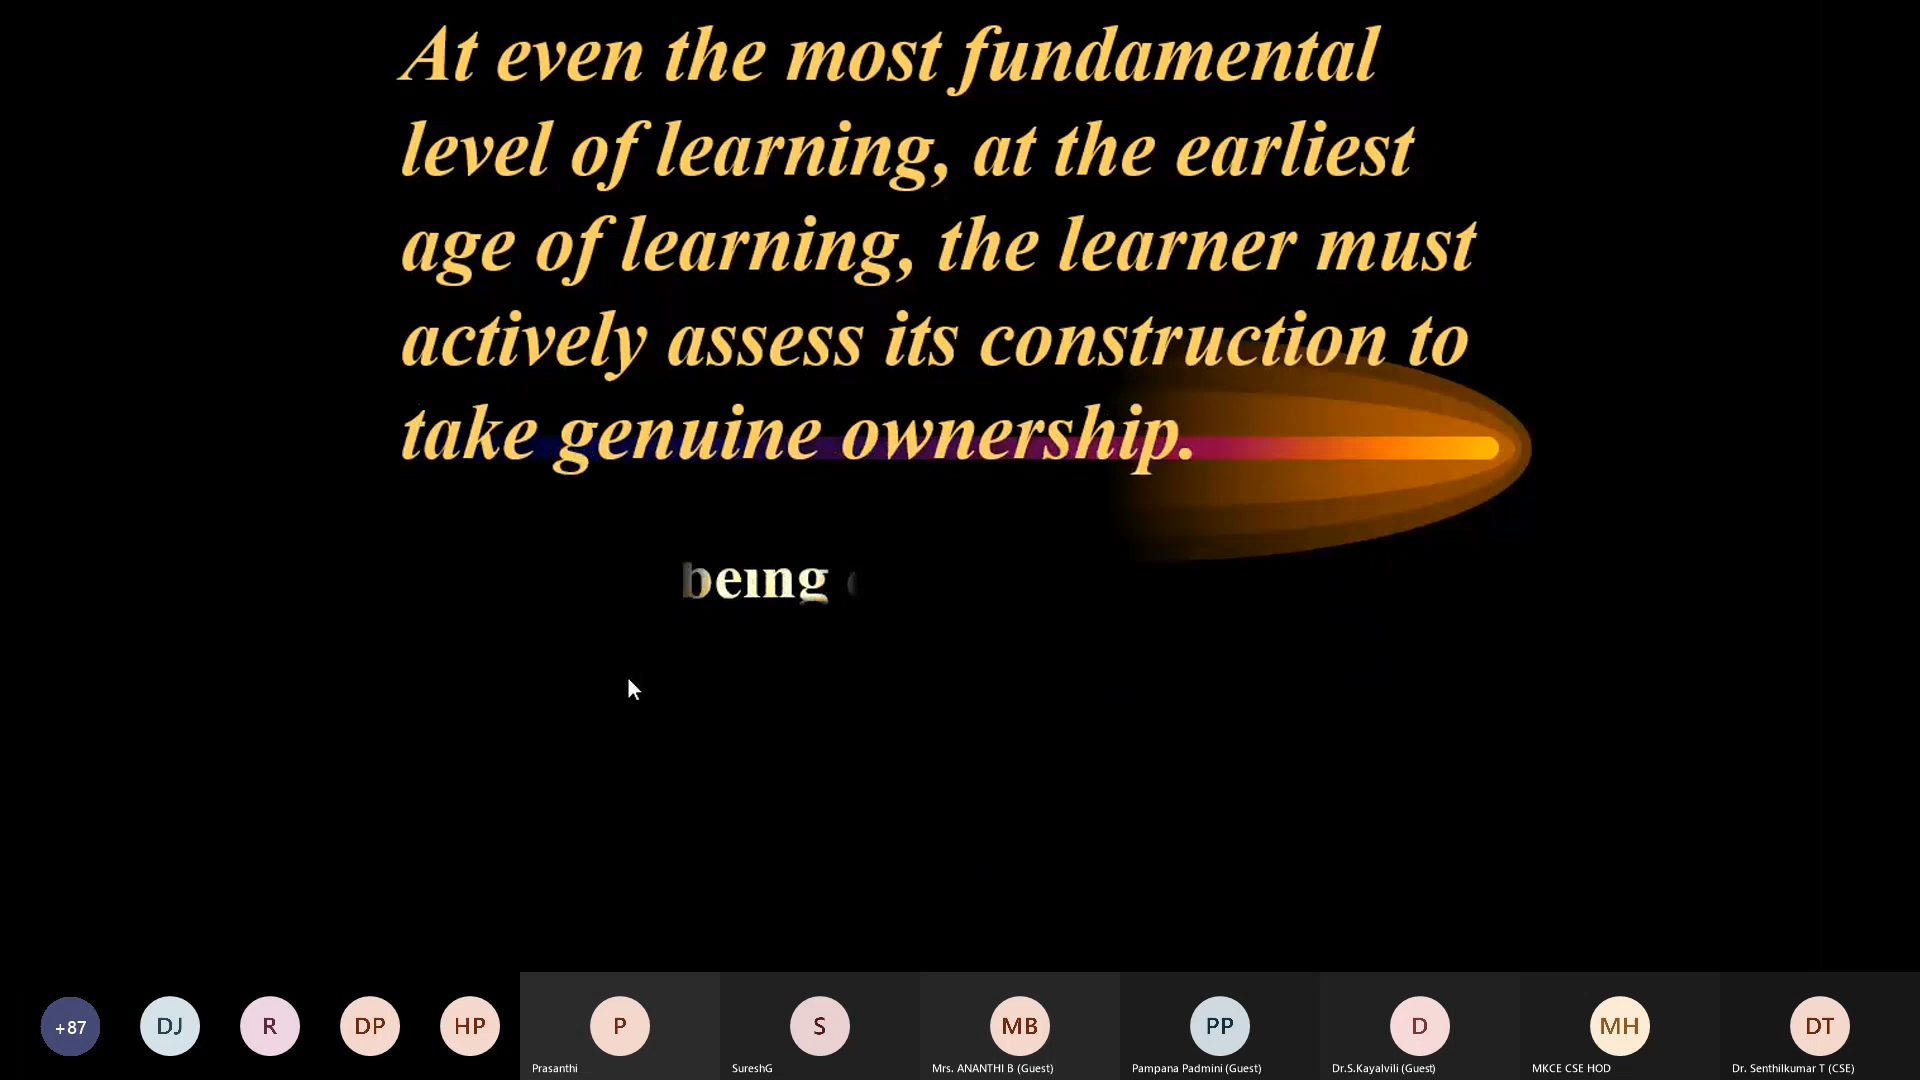 At even the most fundamental
level of learning, at the earliest
age of learning, the learner must
actively assess its construction to
take genuine ownership.
being
+87 DJ R DP HP P S MB PP D MH DT
Prasanthi SureshG Mrs. ANANTHI B (Guest) Pampana Padmini (Guest) Dr.S.Kayalvili (Guest) MKCE CSE HOD Dr. Senthilkumar T (CSE)